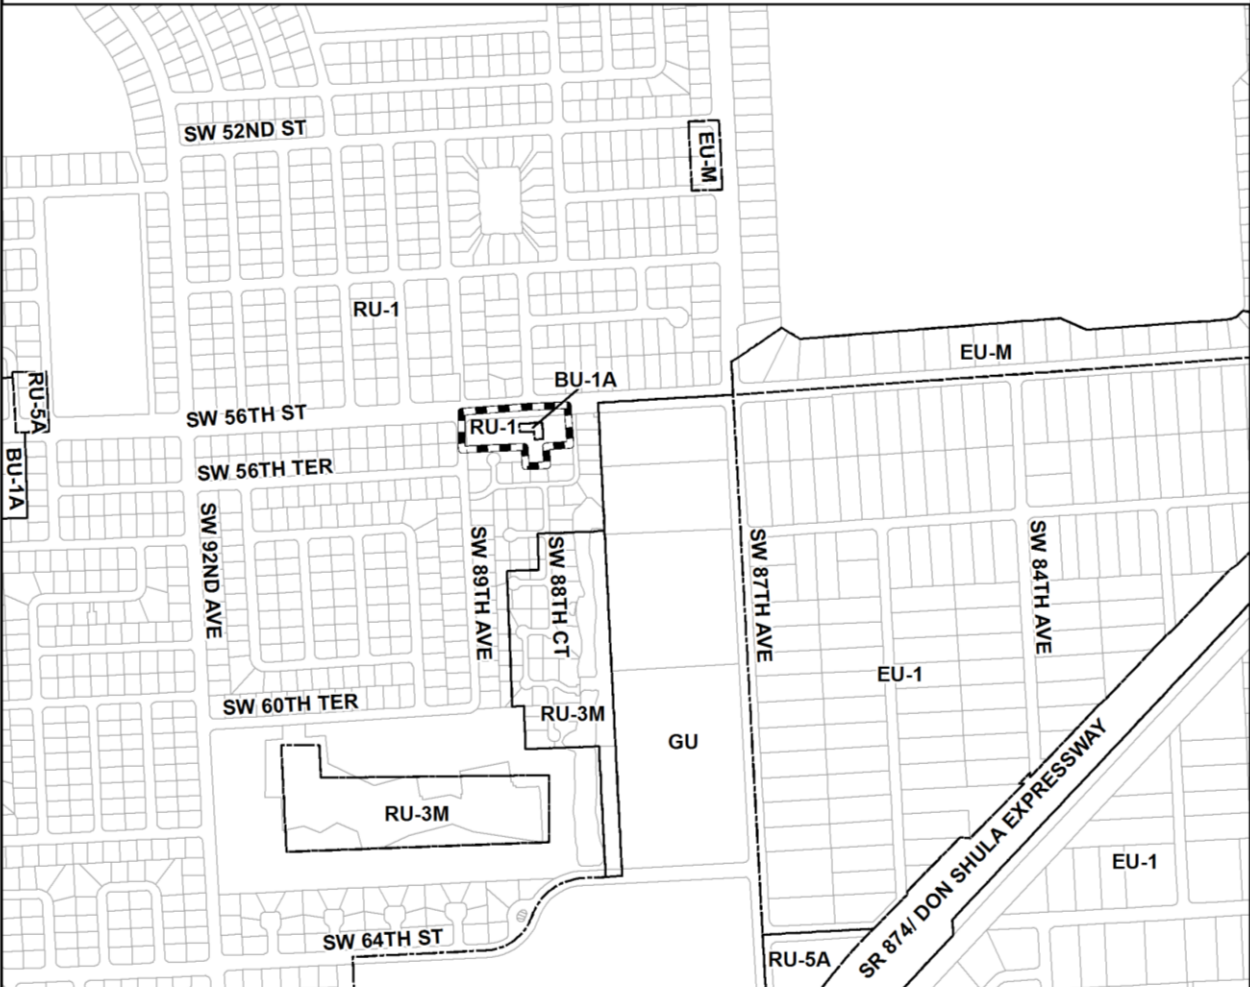 SW 52ND ST
EU-M
RU-1
EU-M
BU-1A
RU-5A
SW 56TH ST
RU-1
BU-1A
SW 56TH TER
SW 92ND AVE
SW 89TH AVE
SW 88TH CT
SW 87TH AVE
SW 84TH AVE
EU-1
SW 60TH TER
RU-3M
GU
RU-3M
SR 874/ DON SHULA EXPRESSWAY
EU-1
SW 64TH ST
RU-5A